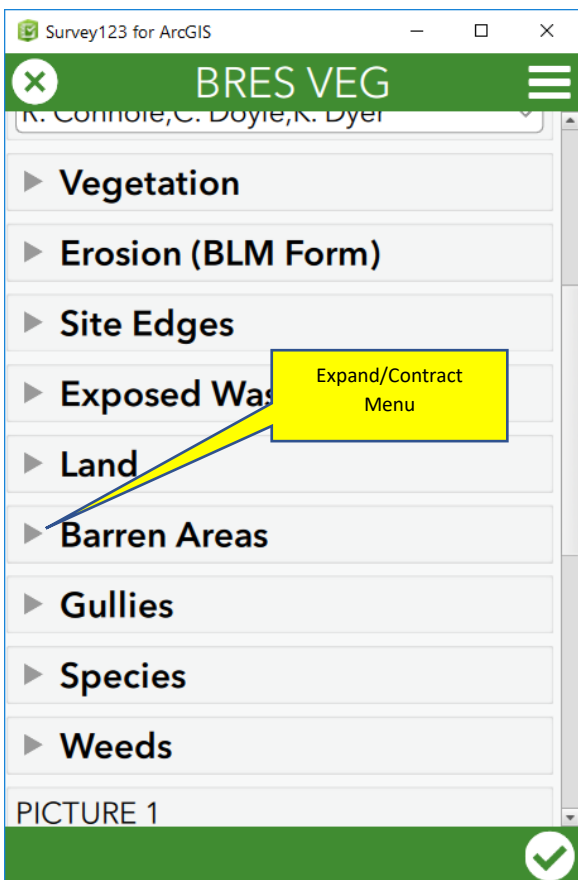 Survey123 for ArcGIS
BRES VEG
R. Connole,C. Doyle,K. Dyer
Vegetation
Erosion (BLM Form)
Site Edges
Expand/Contract
Menu
Exposed Was
Land
Barren Areas
Gullies
Species
Weeds
PICTURE 1